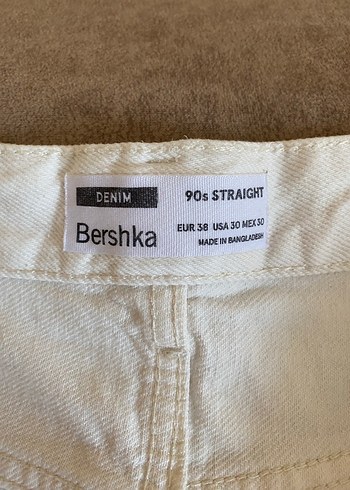 DENIM
90s STRAIGHT
Bershka
EUR 38 USA 30 MEX 30
MADE IN BANGLADESH